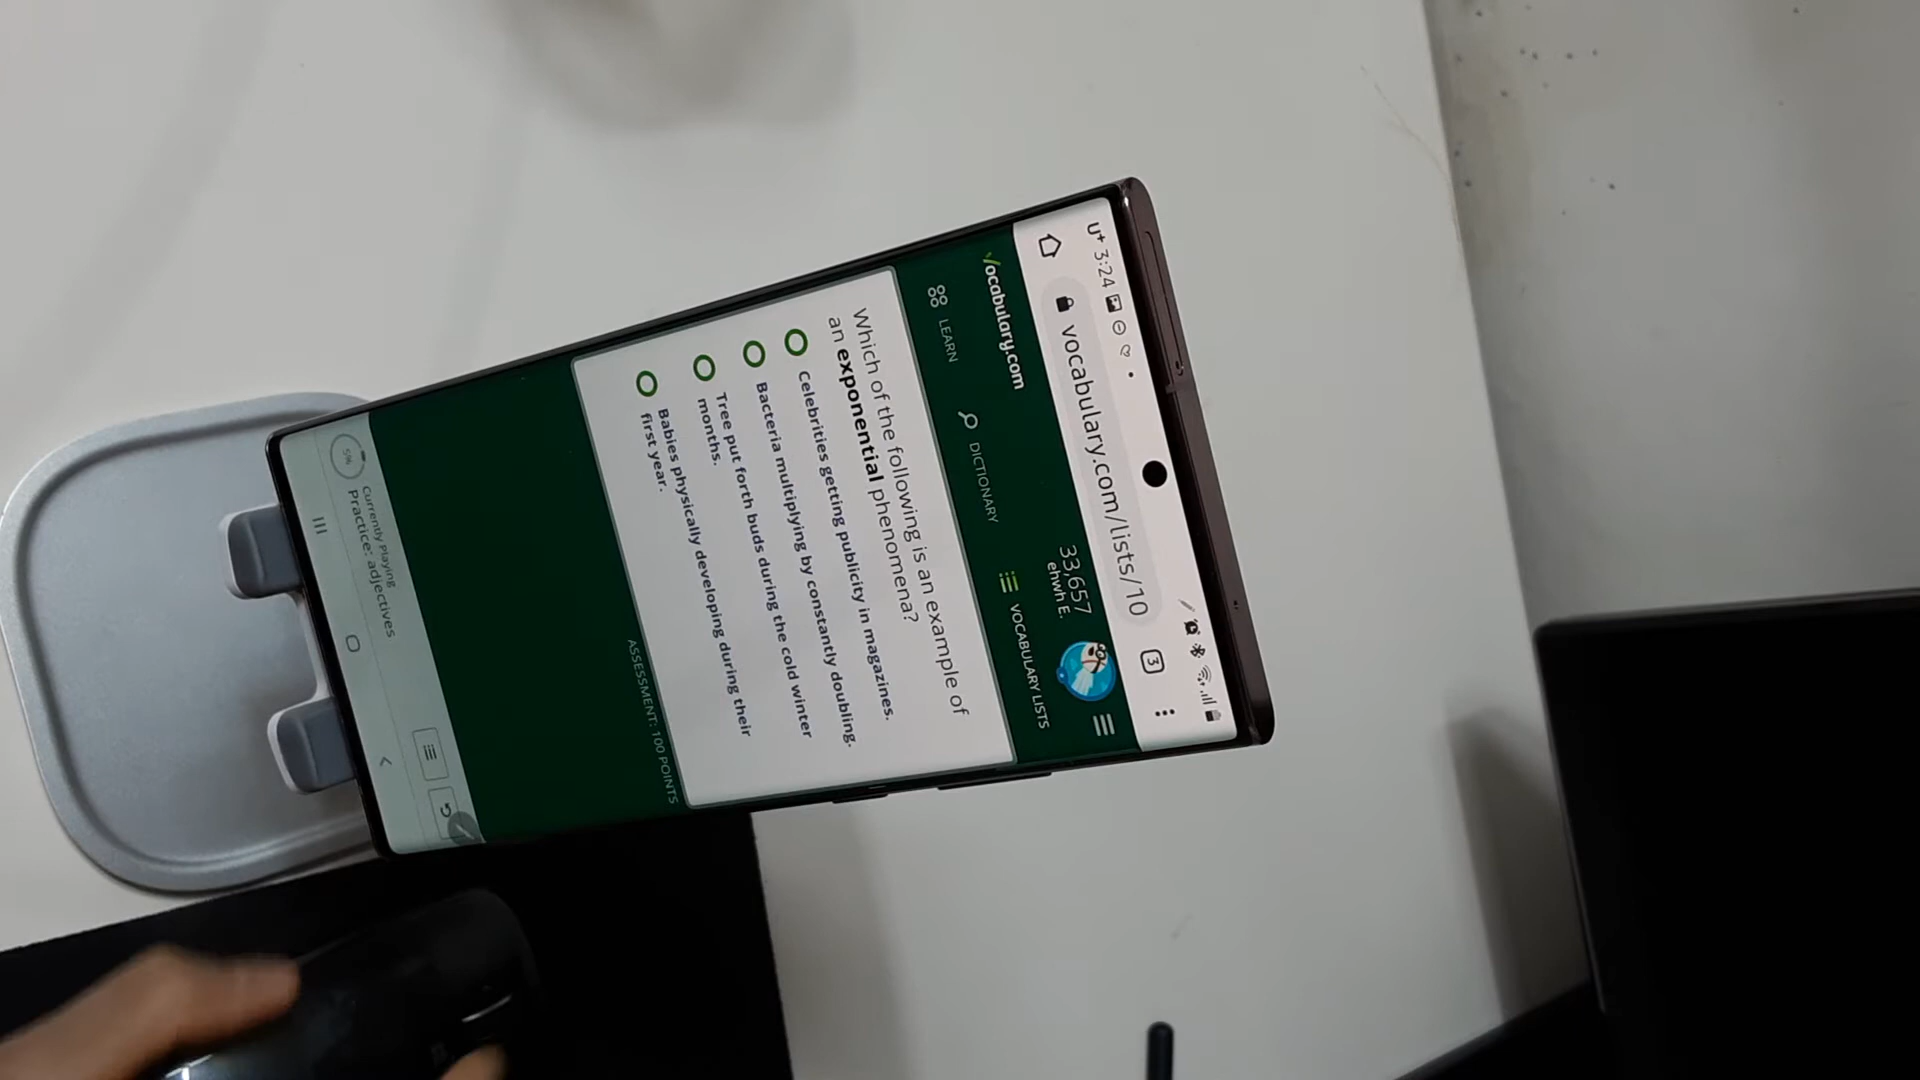 U+ 3:24
vocabulary.com/lists/10
3
Vocabulary.com
33,657
ehwh E.
LEARN
DICTIONARY
VOCABULARY LISTS
Which of the following is an example of
an exponential phenomena?
Celebrities getting publicity in magazines.
Bacteria multiplying by constantly doubling.
Tree put forth buds during the cold winter
months.
Babies physically developing during their
first year.
ASSESSMENT: 100 POINTS
5%
Currently Playing
Practice: adjectives